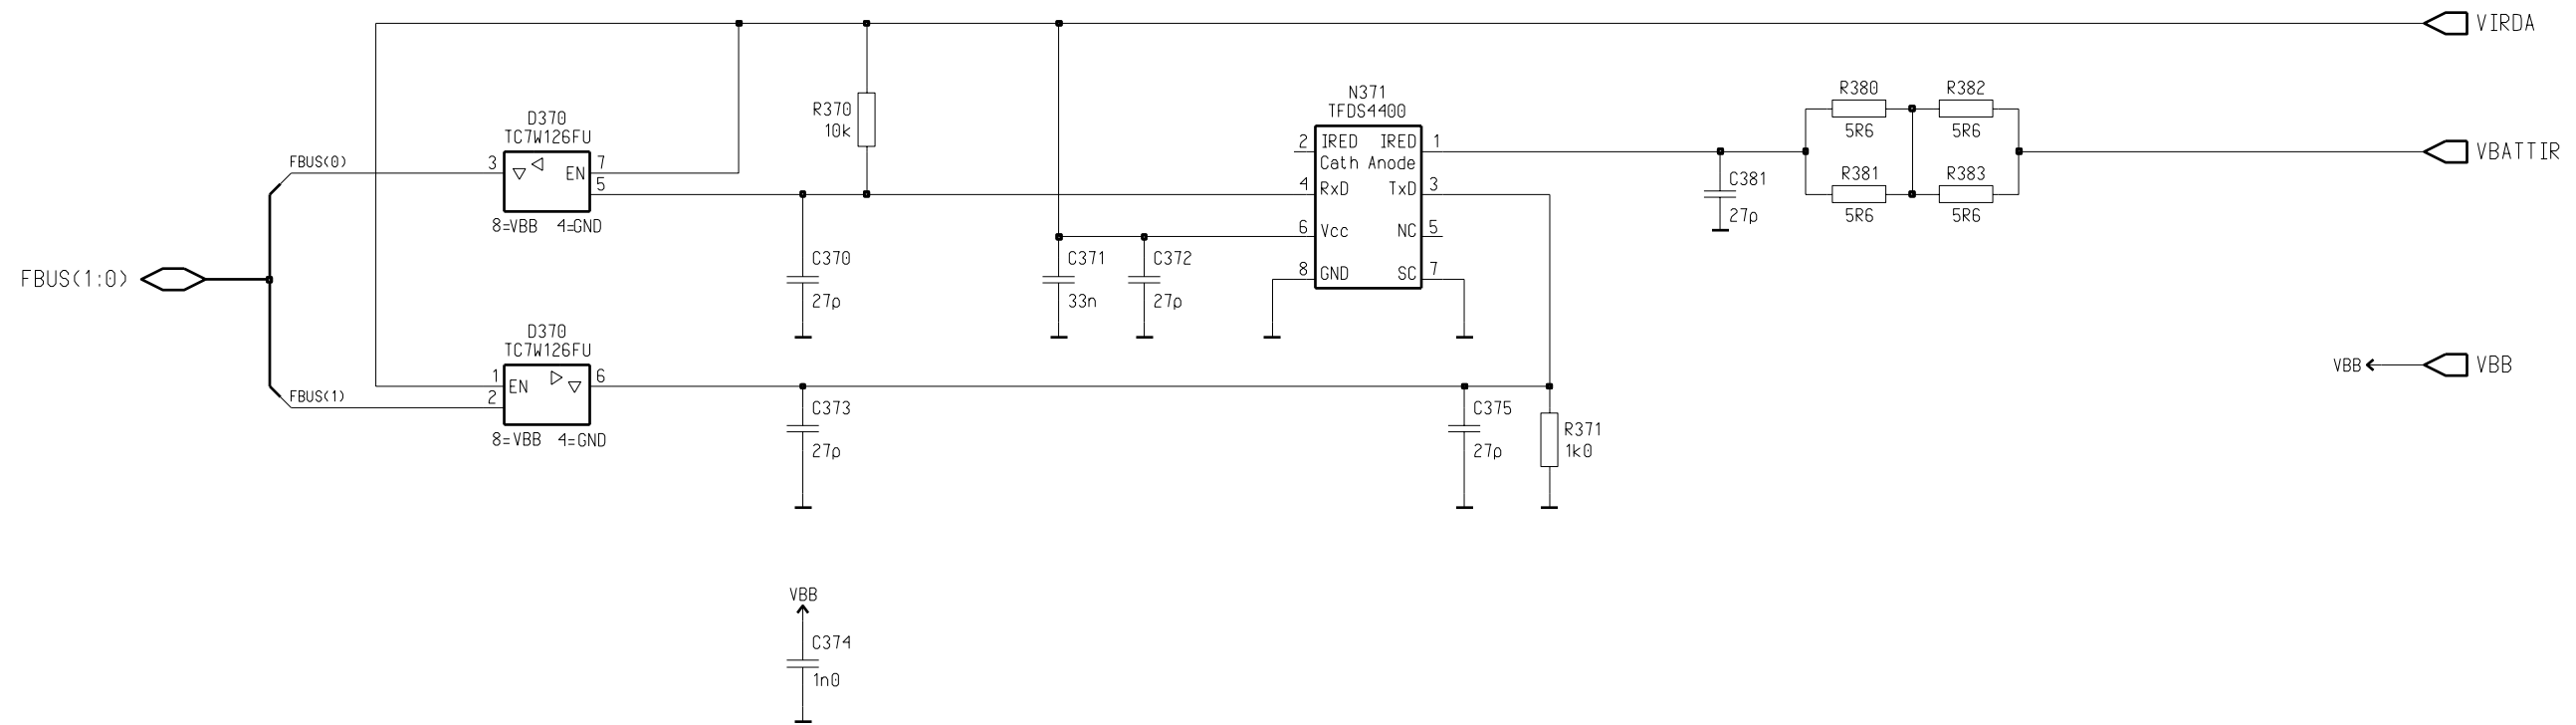 VIRDA
R380
R382
5R6
5R6
VBATTIR
R381
R383
5R6
5R6
C381
27p
N371
TFDS4400
2 IRED IRED 1
Cath Anode
4 RxD TxD 3
6 Vcc NC 5
8 GND SC 7
R370
10k
D370
TC7W126FU
FBUS(0)
3 EN 7
5
8=VBB 4=GND
C370
27p
C371
33n
C372
27p
FBUS(1:0)
D370
TC7W126FU
1 EN 6
FBUS(1)
2
8=VBB 4=GND
C373
27p
C375
27p
R371
1k0
VBB
VBB
VBB
C374
1n0